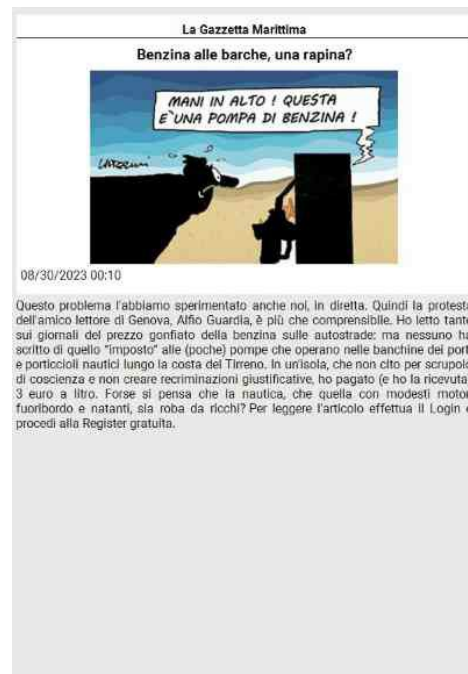 La Gazzetta Marittima
Benzina alle barche, una rapina?
MANI IN ALTO ! QUESTA
E`UNA POMPA DI BENZINA !
08/30/2023 00:10
Questo problema l'abbiamo sperimentato anche noi, in diretta. Quindi la protesta
dell'amico lettore di Genova, Alfio Guardia, è più che comprensibile. Ho letto tanto
sui giornali del prezzo gonfiato della benzina sulle autostrade: ma nessuno ha
scritto di quello "imposto" alle (poche) pompe che operano nelle banchine dei port
e porticcioli nautici lungo la costa del Tirreno. In un'isola, che non cito per scrupolo
di coscienza e non creare recriminazioni giustificative, ho pagato (e ho la ricevuta)
3 euro a litro. Forse si pensa che la nautica, che quella con modesti motor
fuoribordo e natanti, sia roba da ricchi? Per leggere l'articolo effettua il Login e
procedi alla Register gratuita.